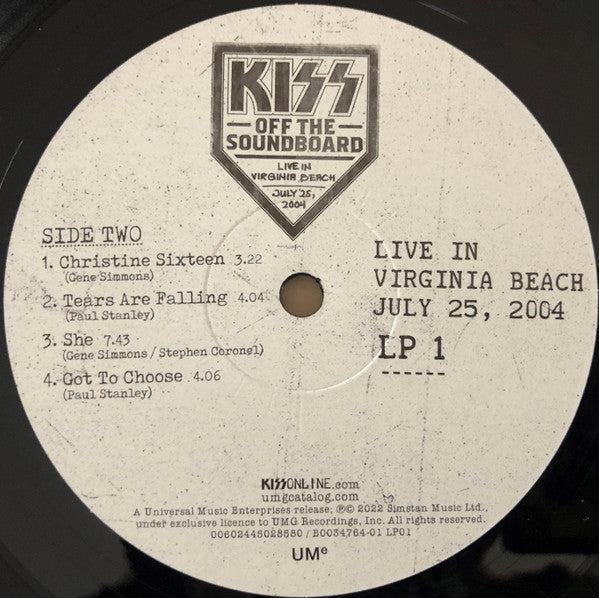 KISS
OFF THE
SOUNDBOARD
LIVE IN
VIRGINIA BEACH
JULY 25,
2004
SIDE TWO
1. Christine Sixteen 3.22
(Gene Simmons)
2. Tears Are Falling 4.04
(Paul Stanley)
3. She 7.43
(Gene Simmons / Stephen Coronel)
4. Got To Choose 4.06
(Paul Stanley)
LIVE IN
VIRGINIA BEACH
JULY 25, 2004
LP 1
------
KISSONLINE.com
umgcatalog.com
A Universal Music Enterprises release; ℗© 2022 Simstan Music Ltd.,
under exclusive licence to UMG Recordings, Inc. All rights reserved.
00602445028580 / B0034764-01 LP01
UMe